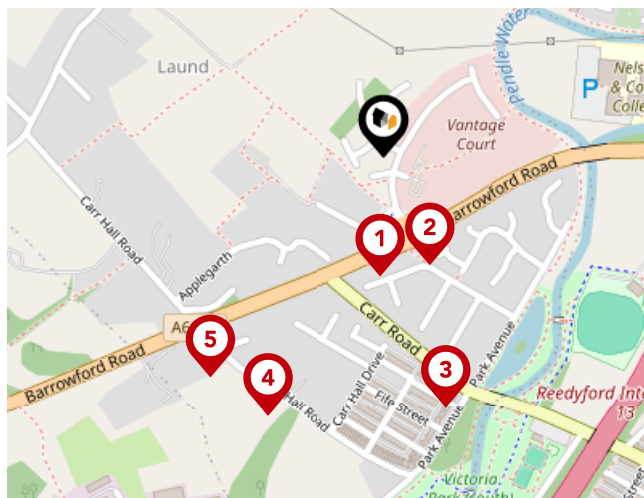 Laund
Pendle Water
Nels
& Co
Colle
P
Vantage
Court
Barrowford Road
Carr Hall Road
1
2
Applegarth
A6
5
Barrowford Road
Carr Road
4
3
Hall Road
Carr Hall Drive
Fife Street
Park Avenue
Park Avenue
Reedyford Inte
13
Victoria
Park (South)